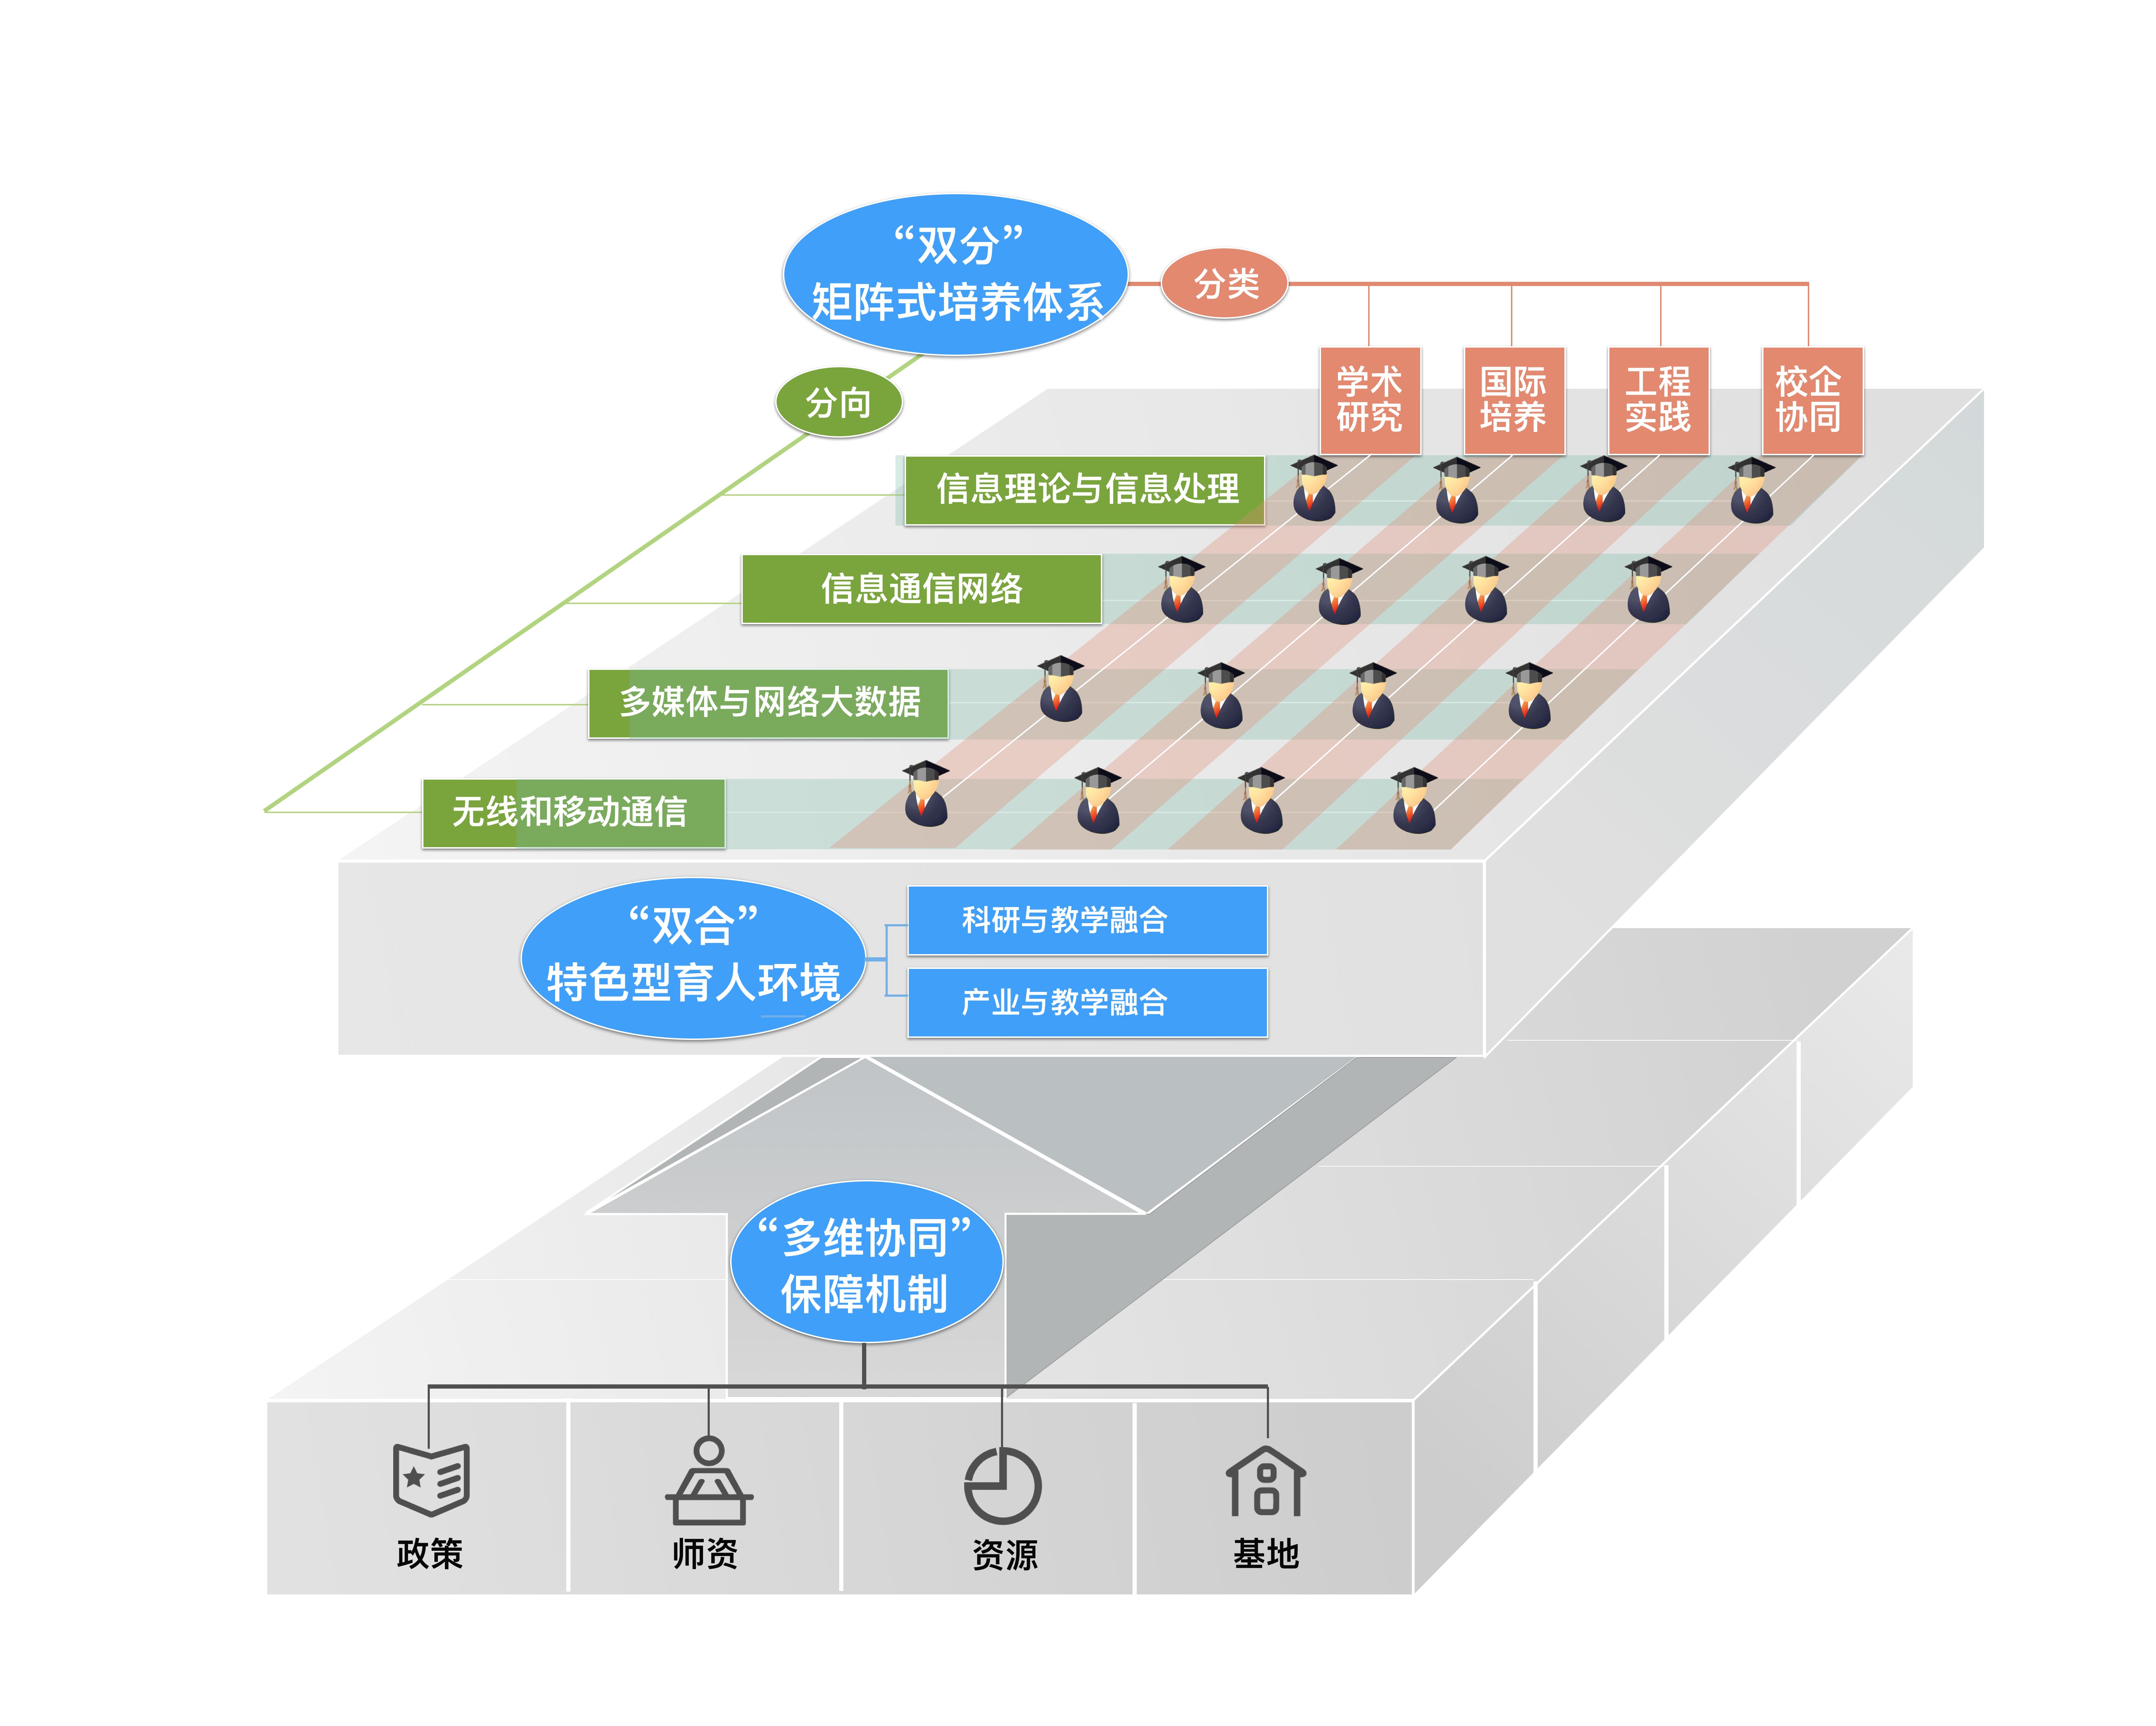 “双分”
矩阵式培养体系
分类
分向
学术
研究
国际
培养
工程
实践
校企
协同
信息理论与信息处理
信息通信网络
多媒体与网络大数据
无线和移动通信
“双合”
特色型育人环境
科研与教学融合
产业与教学融合
“多维协同”
保障机制
政策
师资
资源
基地